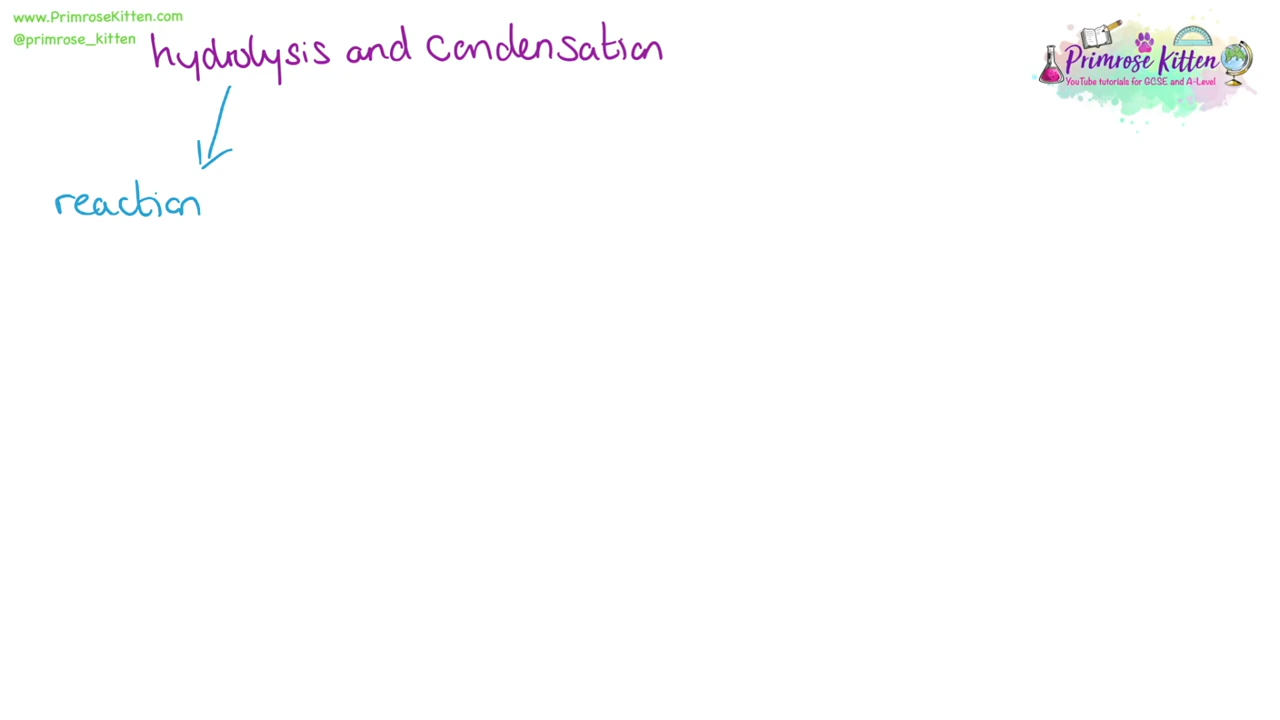 www.PrimroseKitten.com
@primrose_kitten
hydrolysis and condensation
Primrose Kitten
YouTube tutorials for GCSE and A-Level
reaction